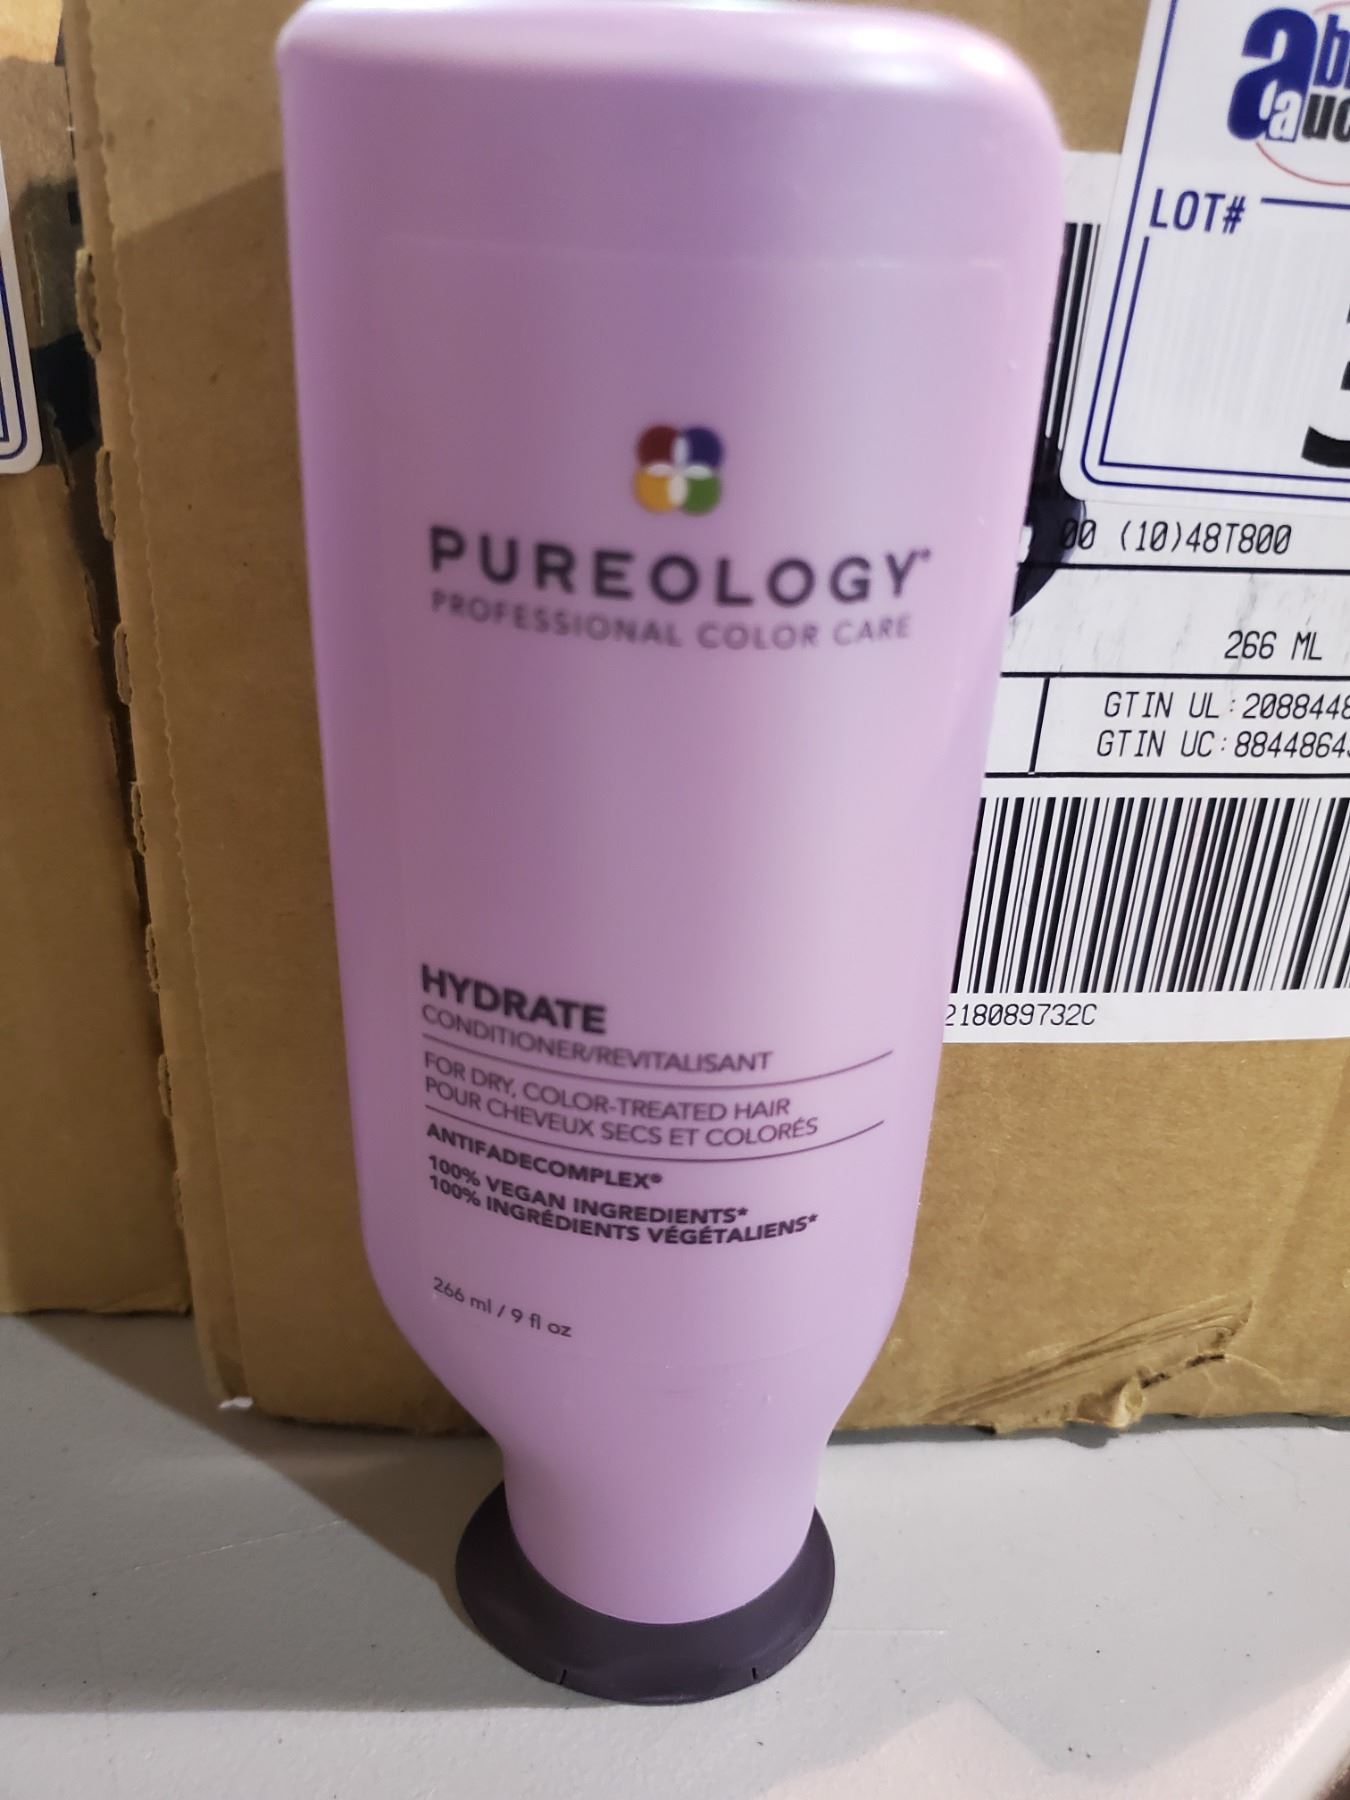 PUREOLOGY®
PROFESSIONAL COLOR CARE
HYDRATE
CONDITIONER/REVITALISANT
FOR DRY, COLOR-TREATED HAIR
POUR CHEVEUX SECS ET COLORÉS
ANTIFADECOMPLEX®
100% VEGAN INGREDIENTS*
100% INGRÉDIENTS VÉGÉTALIENS*
266 ml / 9 fl oz
LOT#
00 (10)48T800
266 ML
GTIN UL:2088448
GTIN UC:8844864
218089732C